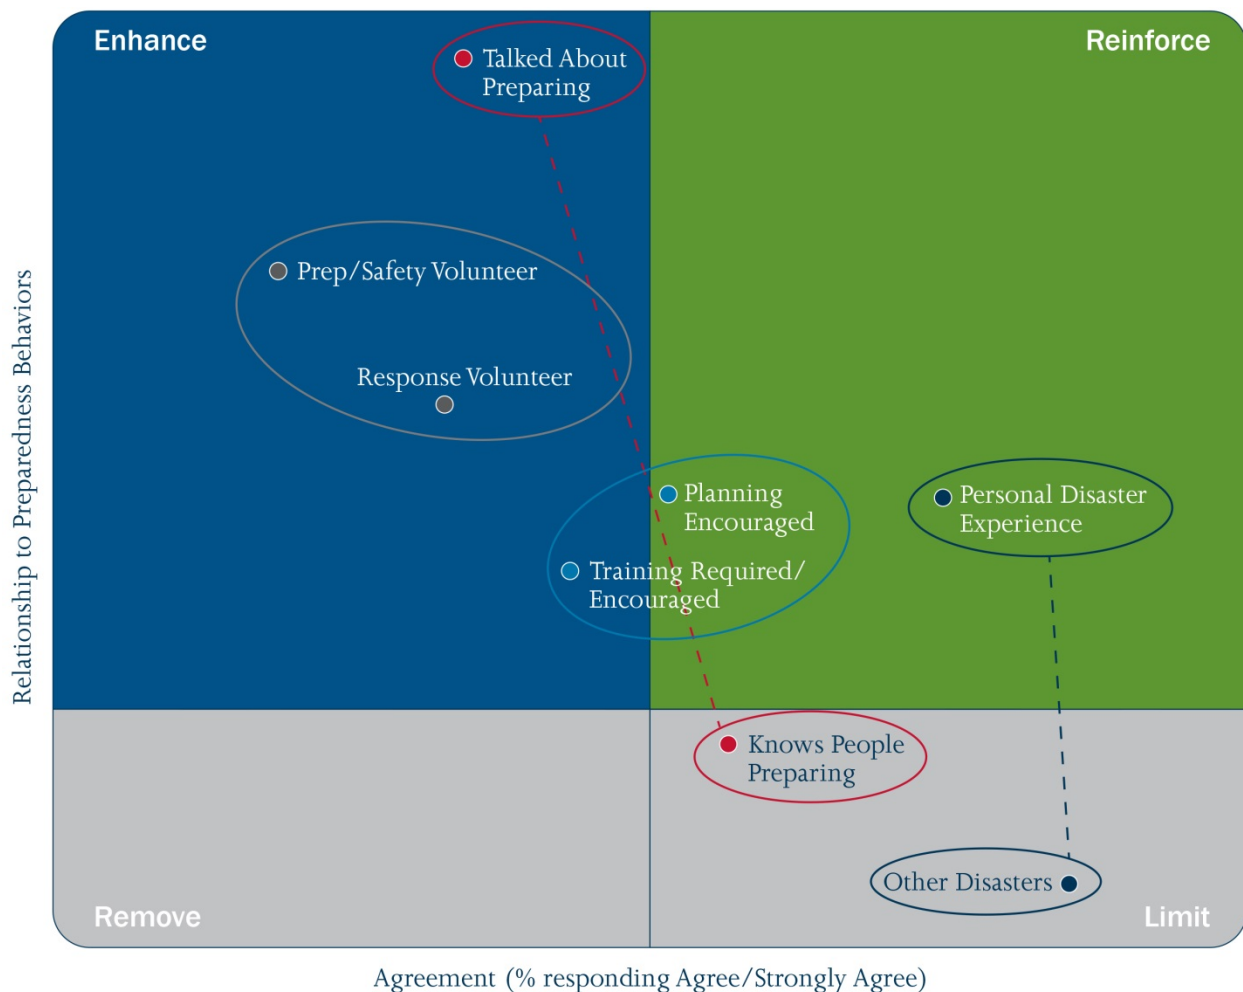 Enhance
Reinforce
Talked About
Preparing
Prep/Safety Volunteer
Response Volunteer
Planning
Encouraged
Personal Disaster
Experience
Training Required/
Encouraged
Knows People
Preparing
Other Disasters
Remove
Limit
Relationship to Preparedness Behaviors
Agreement (% responding Agree/Strongly Agree)